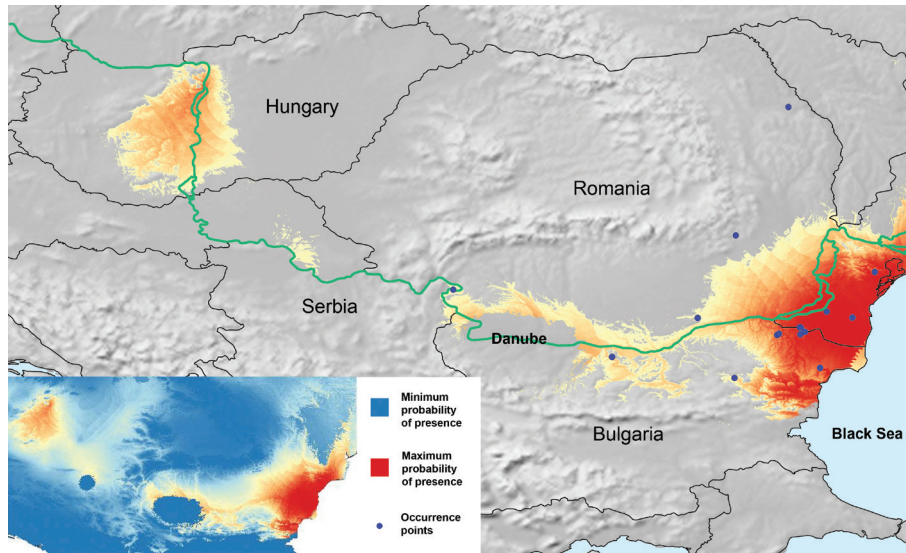 Hungary
Romania
Serbia
Danube
Bulgaria
Black Sea
Minimum
probability
of presence
Maximum
probability
of presence
Occurrence
points